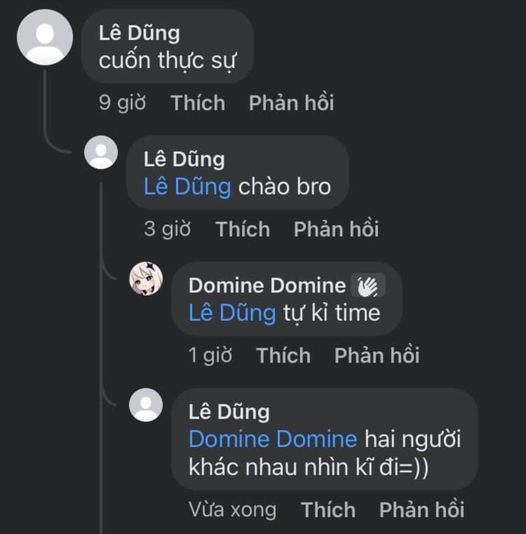 Lê Dũng
cuốn thực sự
9 giờ Thích Phản hồi
Lê Dũng
Lê Dũng chào bro
3 giờ Thích Phản hồi
Domine Domine 👋
Lê Dũng tự kỉ time
1 giờ Thích Phản hồi
Lê Dũng
Domine Domine hai người
khác nhau nhìn kĩ đi=))
Vừa xong Thích Phản hồi